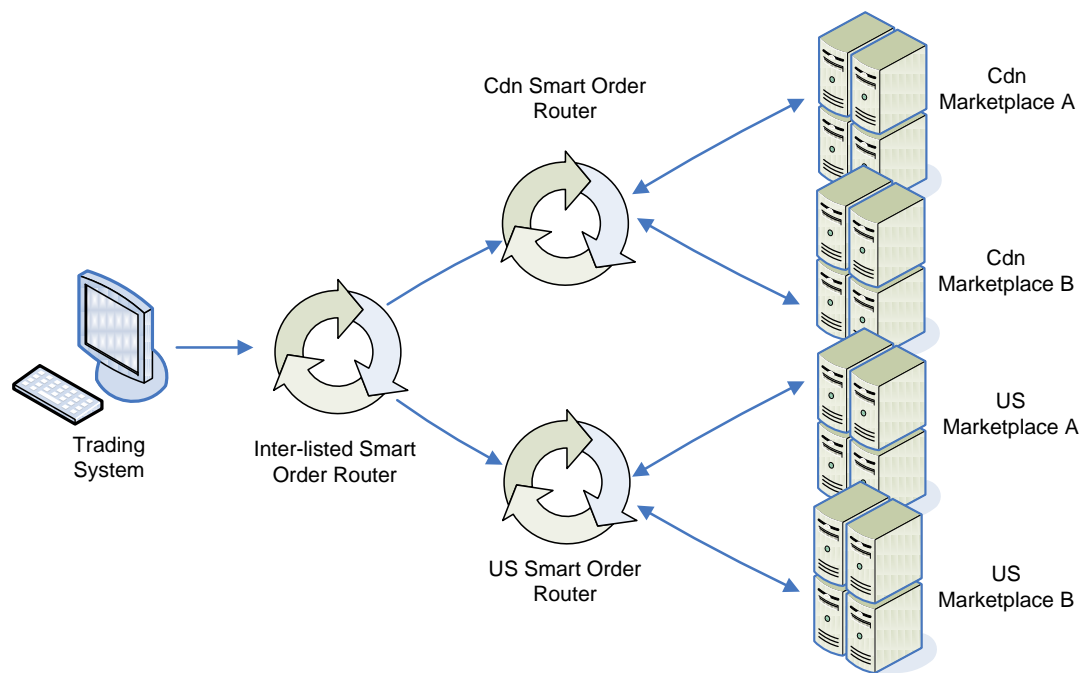 Cdn Smart Order
Router
Cdn
Marketplace A
Cdn
Marketplace B
Trading
System
Inter-listed Smart
Order Router
US
Marketplace A
US Smart Order
Router
US
Marketplace B